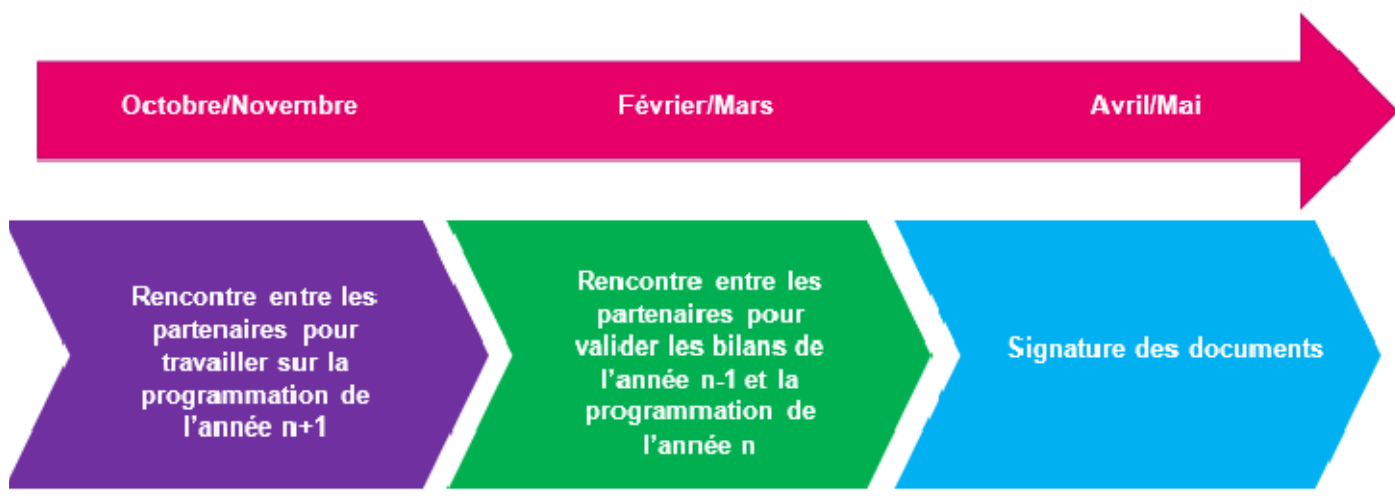 Octobre/Novembre
Février/Mars
Avril/Mai
Rencontre entre les
partenaires pour
travailler sur la
programmation de
l'année n+1
Rencontre entre les
partenaires pour
valider les bilans de
l'année n-1 et la
programmation de
l'année n
Signature des documents